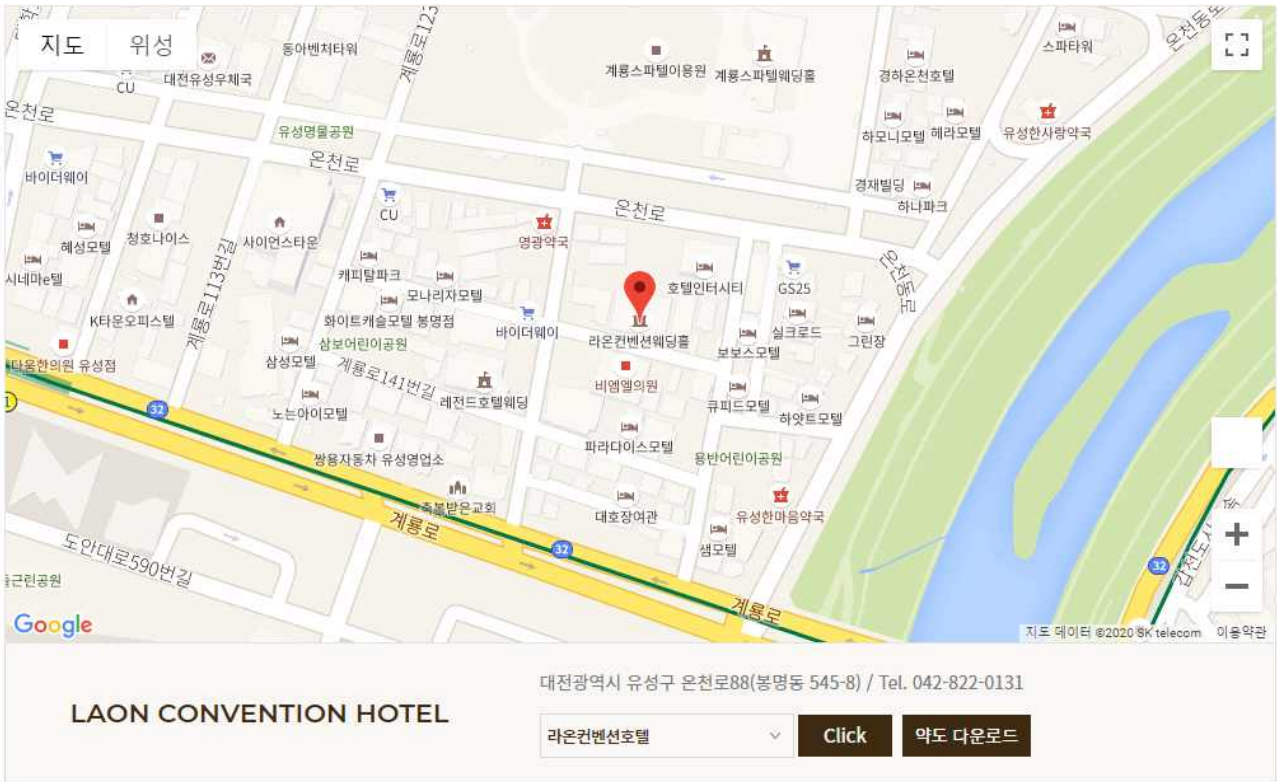 지도 위성
동아벤처타워
계룡로123
온천동로
스파타워
대전유성우체국
CU
계룡스파텔이용원
계룡스파텔웨딩홀
경하온천호텔
온천로
유성명물공원
하모니모텔
헤라모텔
유성한사랑약국
온천로
바이더웨이
경재빌딩
하나파크
CU
온천로
혜성모텔
청호나이스
사이언스타운
영광약국
시네마e텔
계룡로113번길
캐피탈파크
모나리자모텔
호텔인터시티
GS25
온천동로
K타운오피스텔
화이트캐슬모텔 봉명점
바이더웨이
라온컨벤션웨딩홀
보보스모텔
실크로드
그린장
다움한의원 유성점
삼성모텔
삼보어린이공원
계룡로141번길
레전드호텔웨딩
비엠엘의원
큐피드모텔
하얏트모텔
1
32
노는아이모텔
쌍용자동차 유성영업소
파라다이스모텔
용반어린이공원
축복받은교회
대호장여관
유성한마음약국
샘모텔
계룡로
32
32
도안대로590번길
근린공원
계룡로
Google
지도 데이터 ©2020 SK telecom 이용약관
대전광역시 유성구 온천로88(봉명동 545-8) / Tel. 042-822-0131
LAON CONVENTION HOTEL
라온컨벤션호텔
Click
약도 다운로드